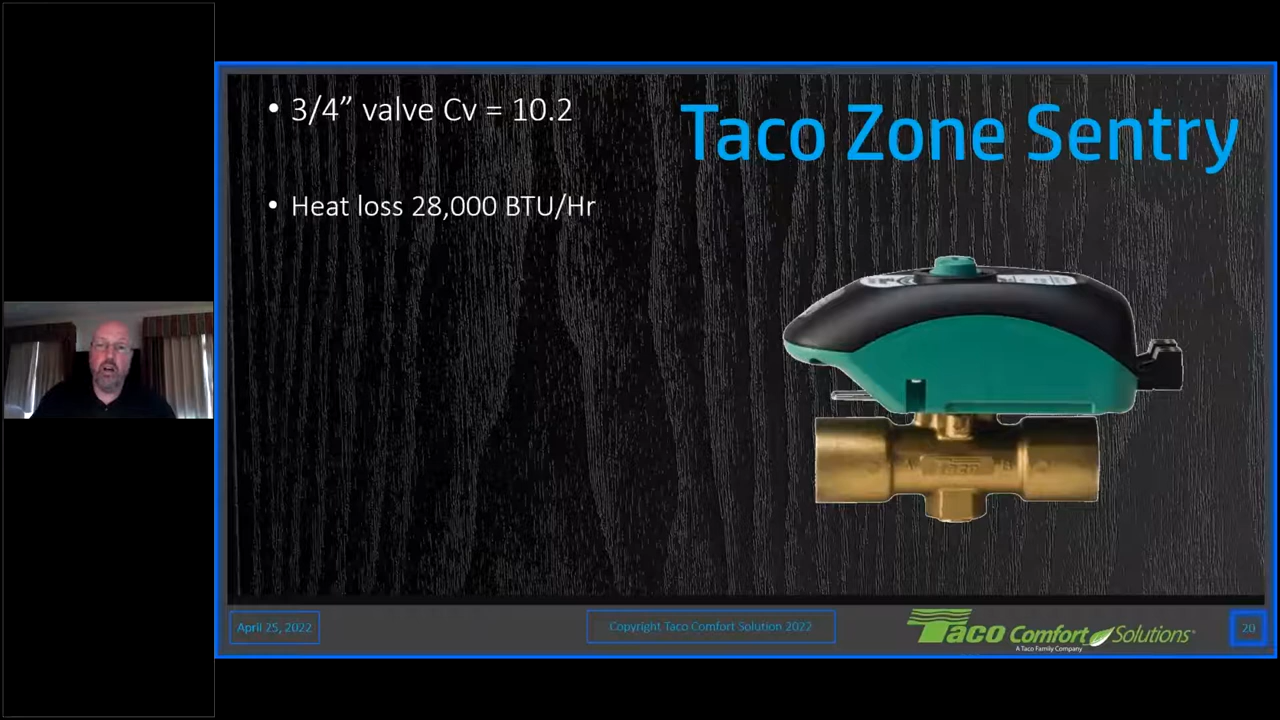 • 3/4” valve Cv = 10.2
Taco Zone Sentry
• Heat loss 28,000 BTU/Hr
Taco
April 25, 2022
Copyright Taco Comfort Solution 2022
Taco Comfort Solutions
A Taco Family Company
20